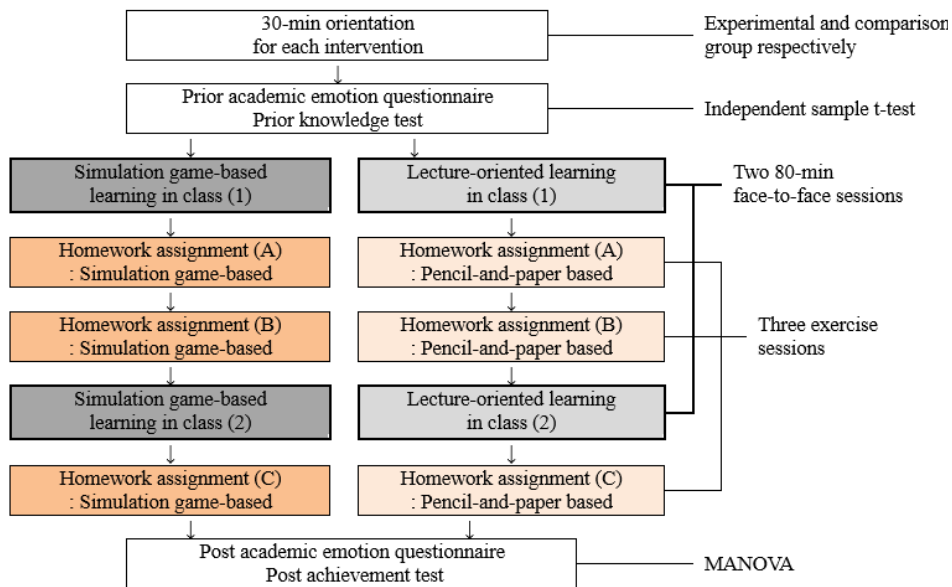 30-min orientation
for each intervention
Experimental and comparison
group respectively
Prior academic emotion questionnaire
Prior knowledge test
Independent sample t-test
Simulation game-based
learning in class (1)
Lecture-oriented learning
in class (1)
Two 80-min
face-to-face sessions
Homework assignment (A)
: Simulation game-based
Homework assignment (A)
: Pencil-and-paper based
Homework assignment (B)
: Simulation game-based
Homework assignment (B)
: Pencil-and-paper based
Three exercise
sessions
Simulation game-based
learning in class (2)
Lecture-oriented learning
in class (2)
Homework assignment (C)
: Simulation game-based
Homework assignment (C)
: Pencil-and-paper based
Post academic emotion questionnaire
Post achievement test
MANOVA